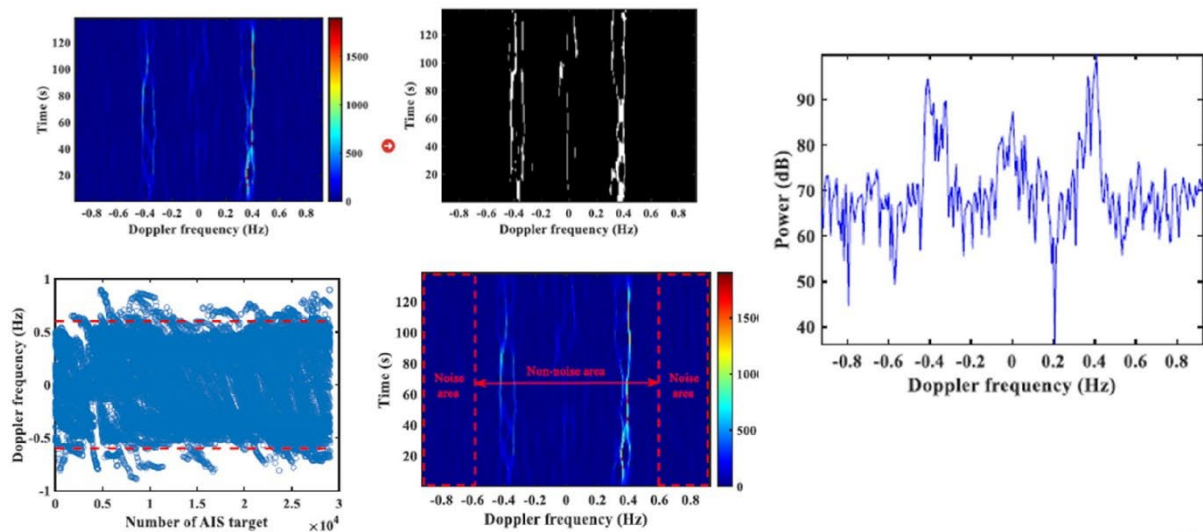 120
100
80
60
40
20
Time (s)
-0.8 -0.6 -0.4 -0.2 0 0.2 0.4 0.6 0.8
Doppler frequency (Hz)
1500
1000
500
0
120
100
80
60
40
20
Time (s)
-0.8 -0.6 -0.4 -0.2 0 0.2 0.4 0.6 0.8
Doppler frequency (Hz)
90
80
70
60
50
40
Power (dB)
-0.8 -0.6 -0.4 -0.2 0 0.2 0.4 0.6 0.8
Doppler frequency (Hz)
1
0.5
0
-0.5
-1
Doppler frequency (Hz)
0 0.5 1 1.5 2 2.5 3
Number of AIS target
×10⁴
120
100
80
60
40
20
Time (s)
Noise
area
Non-noise area
Noise
area
-0.8 -0.6 -0.4 -0.2 0 0.2 0.4 0.6 0.8
Doppler frequency (Hz)
1000
500
0